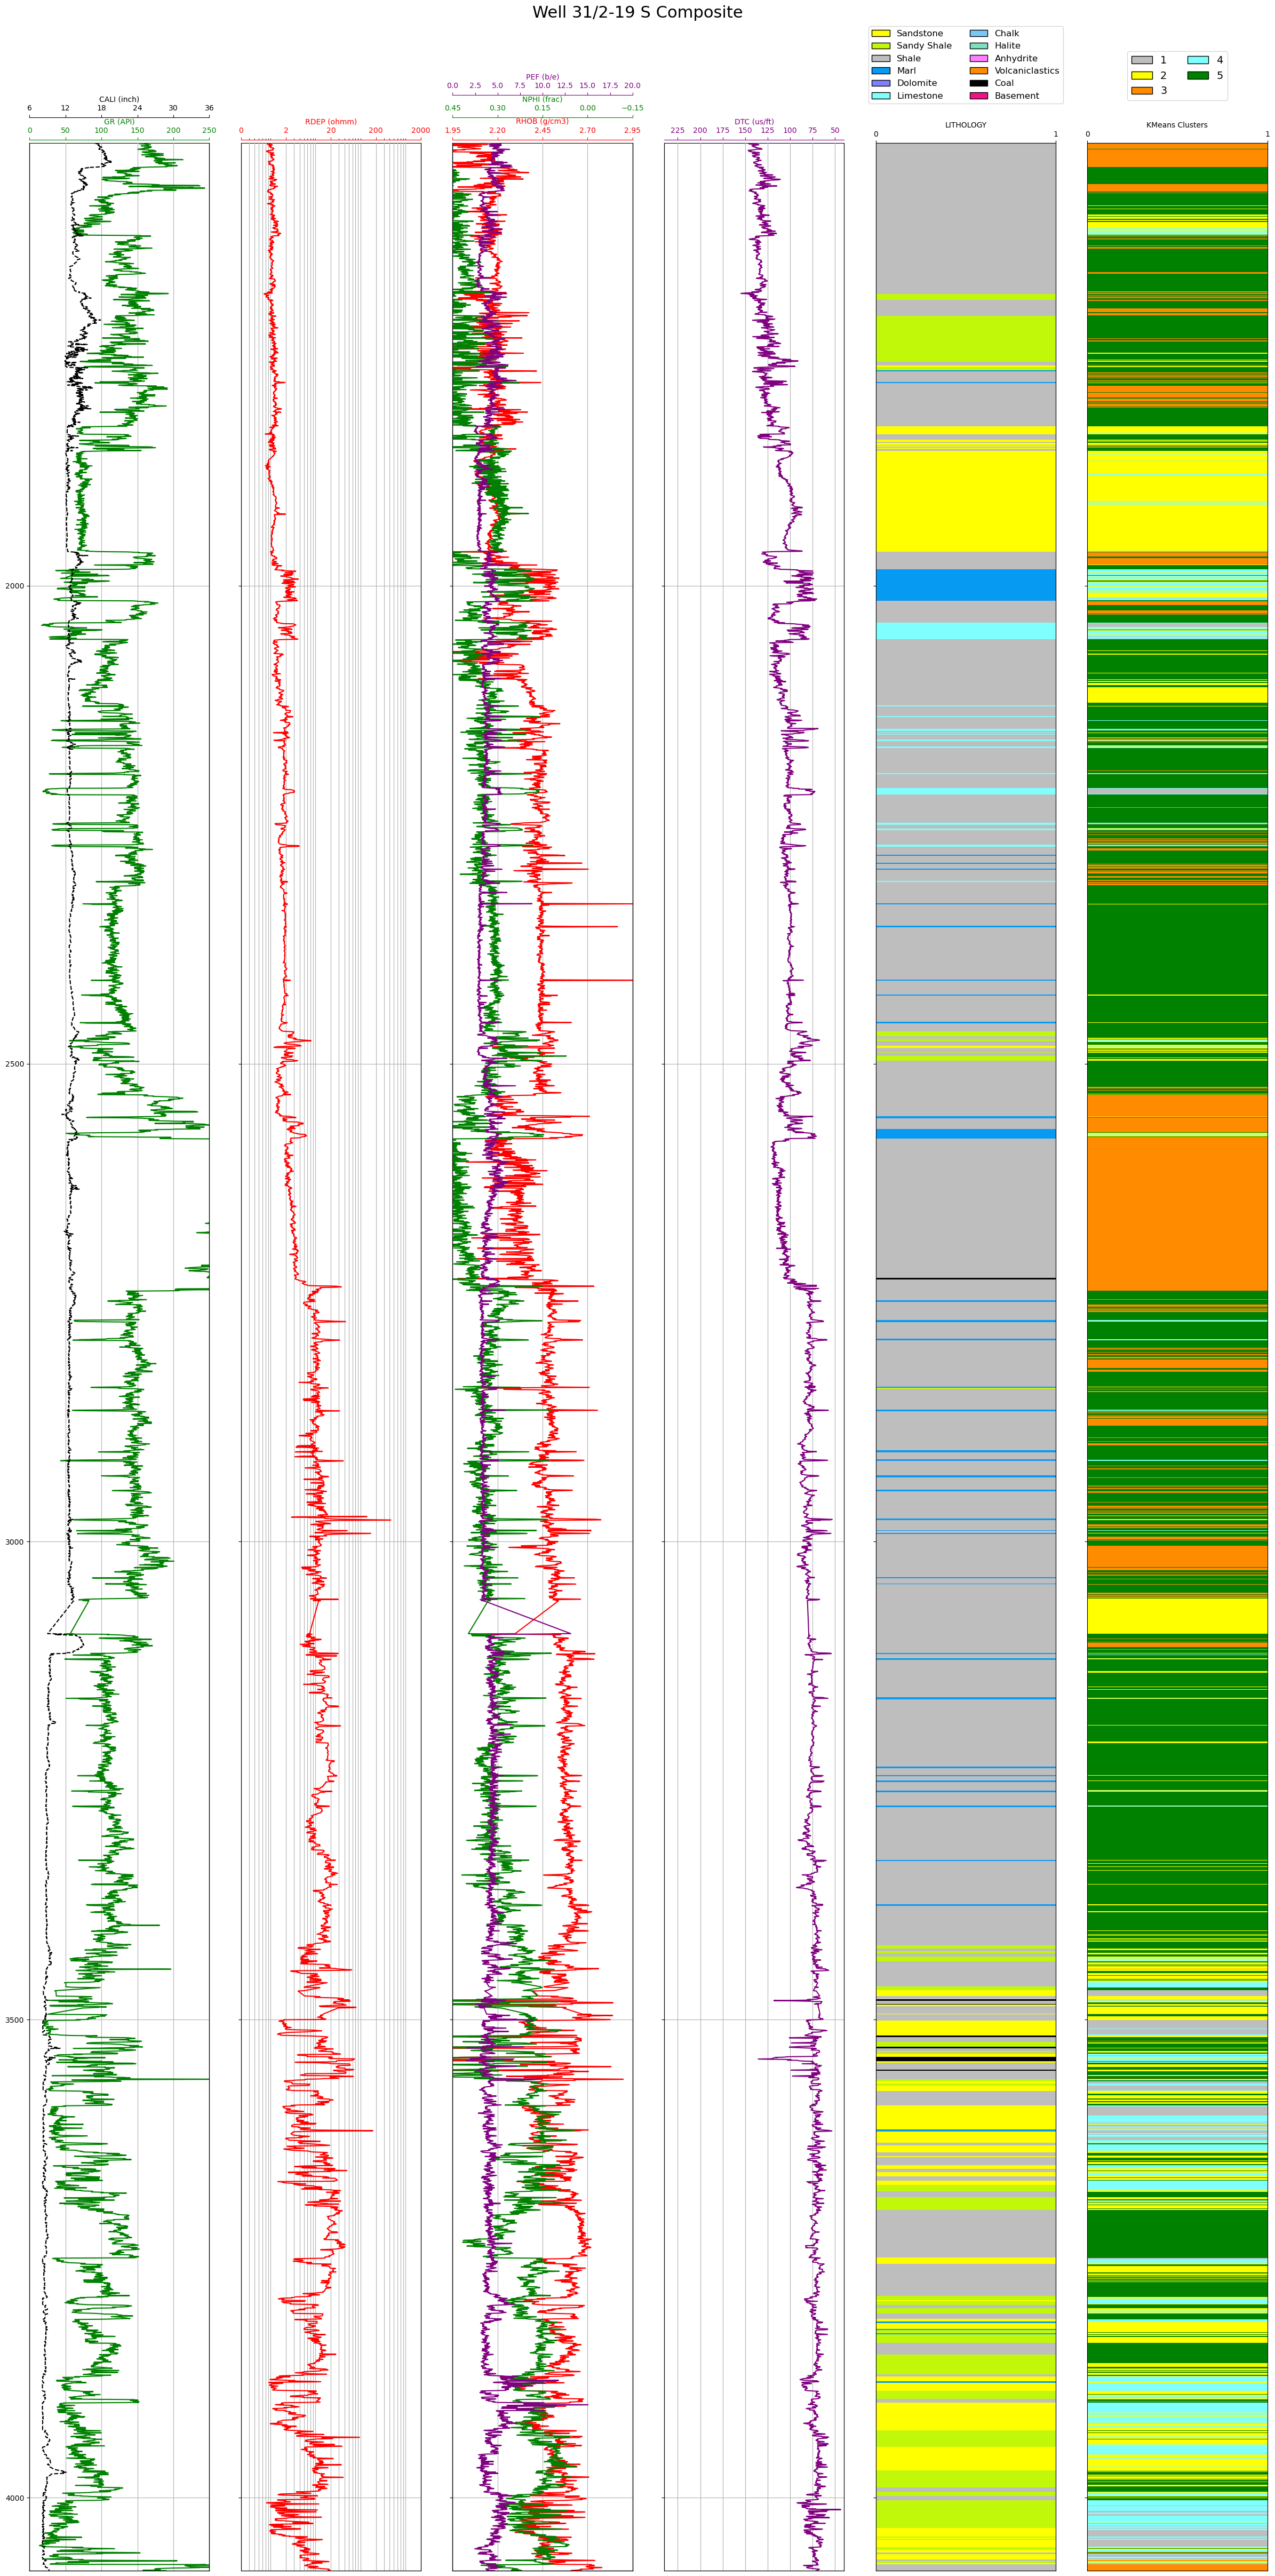 Well 31/2-19 S Composite
Sandstone Chalk
Sandy Shale Halite
Shale Anhydrite
Marl Volcaniclastics
Dolomite Coal
Limestone Basement
1 4
2 5
3
PEF (b/e)
0.0 2.5 5.0 7.5 10.0 12.5 15.0 17.5 20.0
CALI (inch) NPHI (frac)
6 12 18 24 30 36 0.45 0.30 0.15 0.00 −0.15
GR (API) RDEP (ohmm) RHOB (g/cm3) DTC (us/ft) LITHOLOGY KMeans Clusters
0 50 100 150 200 250 0 2 20 200 2000 1.95 2.20 2.45 2.70 2.95 225 200 175 150 125 100 75 50 0 1 0 1
2000
2500
3000
3500
4000